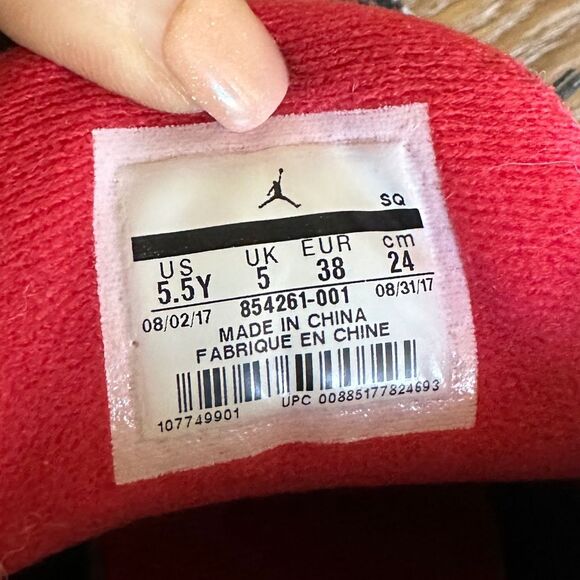 SQ
US UK EUR cm
5.5Y 5 38 24
08/02/17 854261-001 08/31/17
MADE IN CHINA
FABRIQUE EN CHINE
107749901 UPC 00885177824693